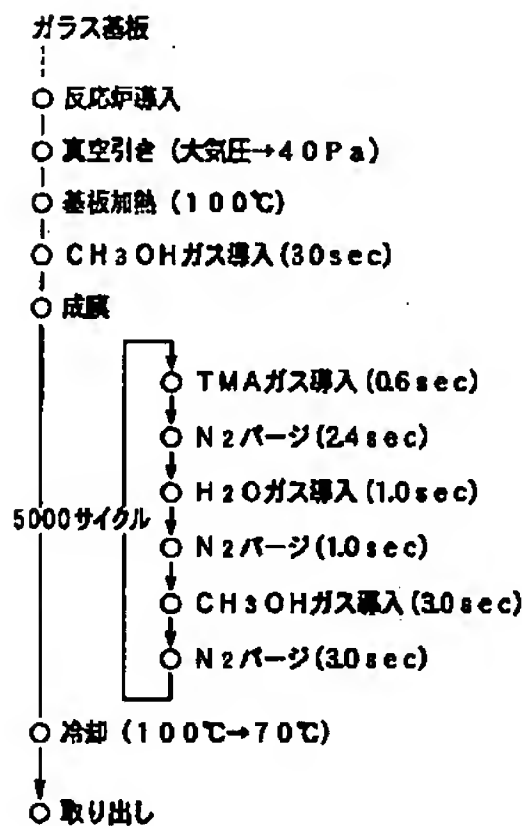 ガラス基板
反応炉導入
真空引き (大気圧→40Pa)
基板加熱 (100℃)
CH3OHガス導入(30sec)
成膜
TMAガス導入(0.6sec)
N2パージ(2.4sec)
H2Oガス導入(1.0sec)
5000サイクル
N2パージ(1.0sec)
CH3OHガス導入(3.0sec)
N2パージ(3.0sec)
冷却 (100℃→70℃)
取り出し